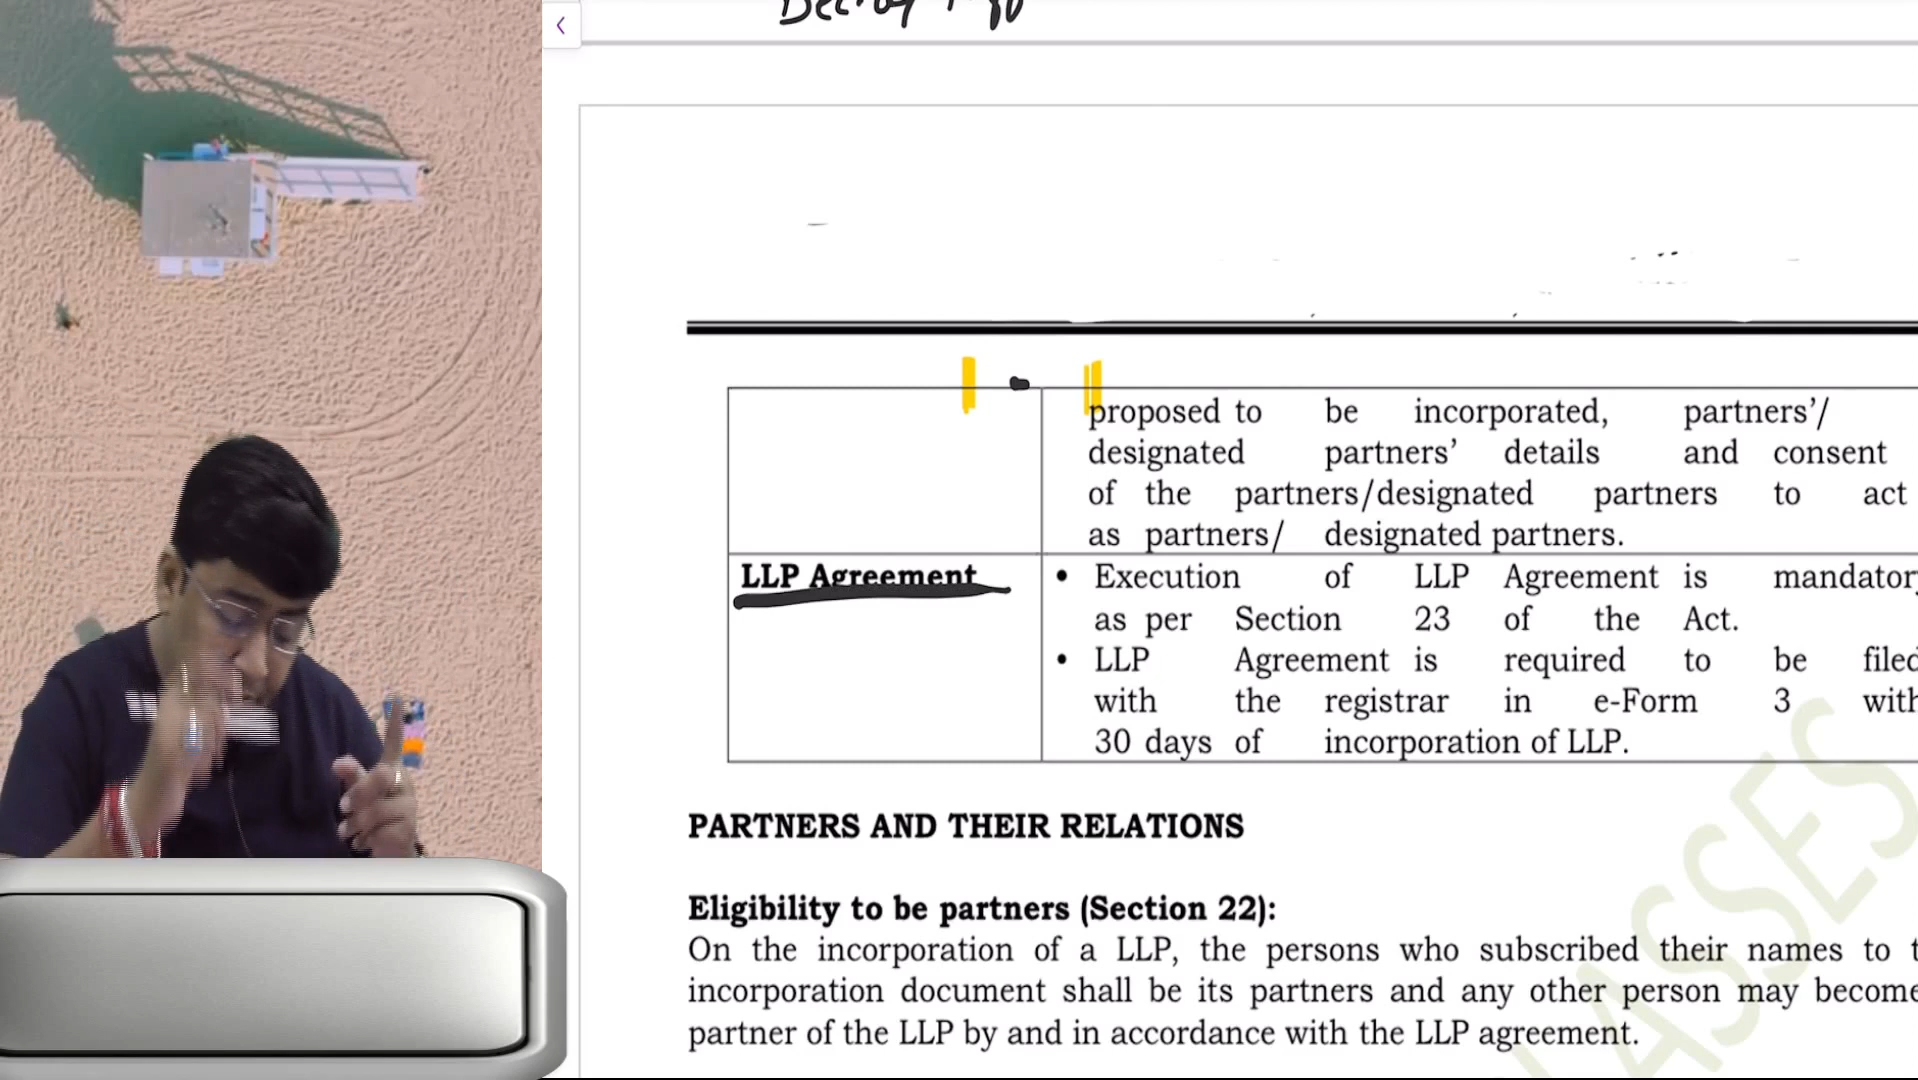 proposed to be incorporated, partners’/
designated partners’ details and consent
of the partners/designated partners to act
as partners/ designated partners.
LLP Agreement
• Execution of LLP Agreement is mandatory
as per Section 23 of the Act.
• LLP Agreement is required to be filed
with the registrar in e-Form 3 with
30 days of incorporation of LLP.
PARTNERS AND THEIR RELATIONS
Eligibility to be partners (Section 22):
On the incorporation of a LLP, the persons who subscribed their names to t
incorporation document shall be its partners and any other person may become
partner of the LLP by and in accordance with the LLP agreement.
LASSES